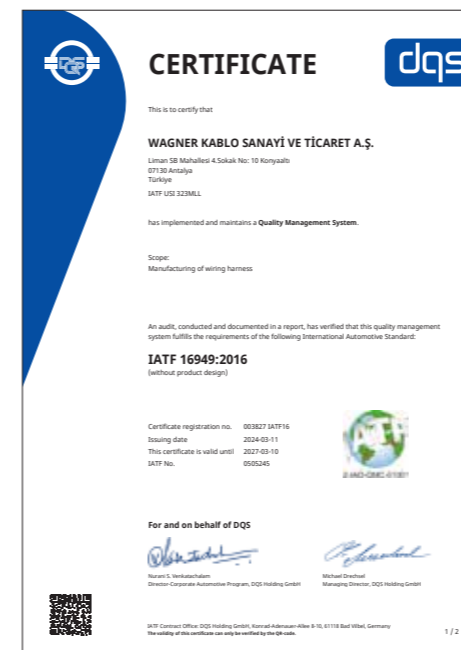 DQS
CERTIFICATE
dqs
This is to certify that
WAGNER KABLO SANAYİ VE TİCARET A.Ş.
Liman SB Mahallesi 4.Sokak No: 10 Konyaaltı
07130 Antalya
Türkiye
IATF USI 323MLL
has implemented and maintains a Quality Management System.
Scope:
Manufacturing of wiring harness
An audit, conducted and documented in a report, has verified that this quality management
system fulfills the requirements of the following International Automotive Standard:
IATF 16949:2016
(without product design)
Certificate registration no. 003827 IATF16
Issuing date 2024-03-11
This certificate is valid until 2027-03-10
IATF No. 0505245
IATF
For and on behalf of DQS
Nurani S. Venkatachalam
Director-Corporate Automotive Program, DQS Holding GmbH
Michael Drechsel
Managing Director, DQS Holding GmbH
IATF Contract Office: DQS Holding GmbH, Konrad-Adenauer-Allee 8-10, 61118 Bad Vilbel, Germany
The validity of this certificate can only be verified by the QR-code.
1 / 2